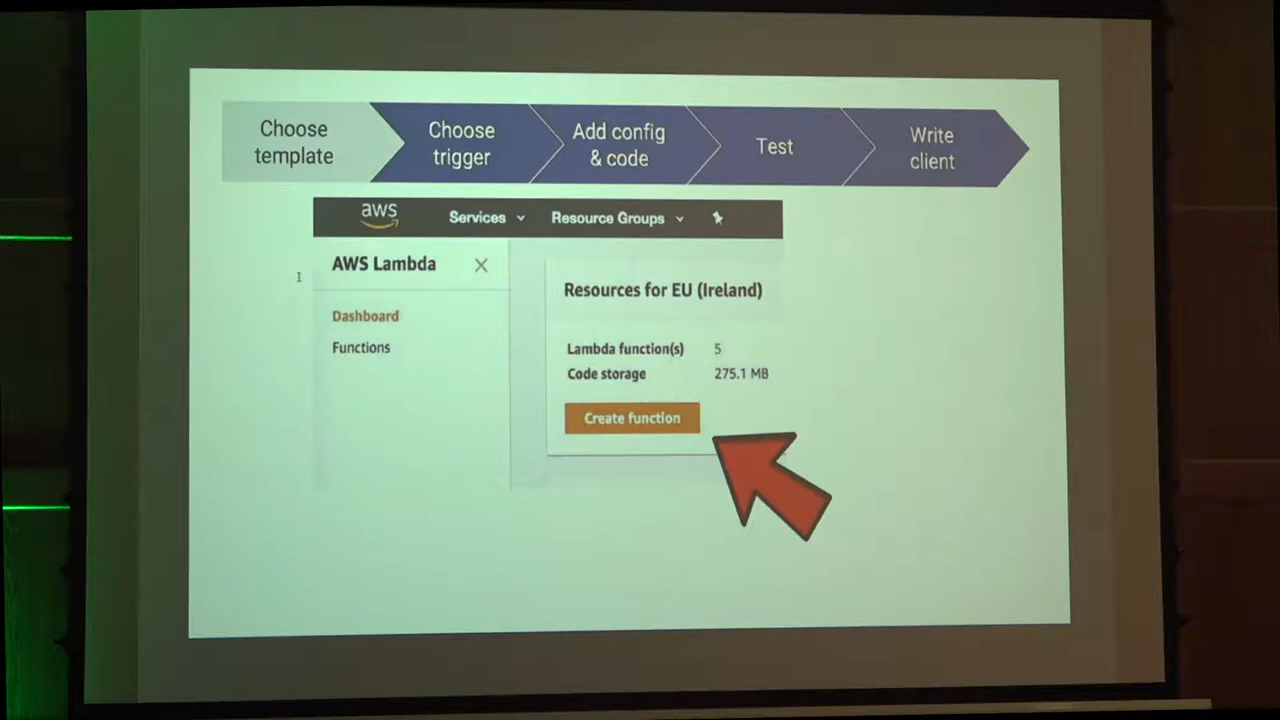 Choose
template
Choose
trigger
Add config
& code
Test
Write
client
aws
Services
Resource Groups
AWS Lambda
1
Dashboard
Functions
Resources for EU (Ireland)
Lambda function(s) 5
Code storage 275.1 MB
Create function